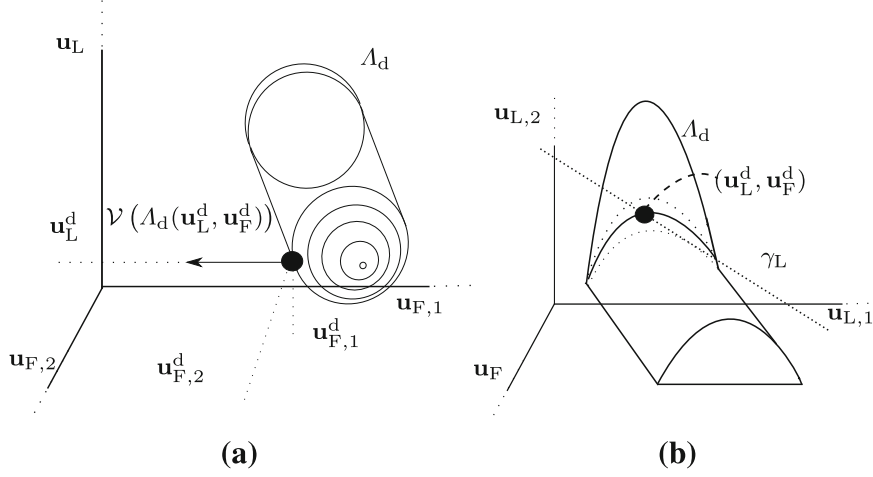 u_L
Λ_d
u_L^d
𝒱(Λ_d(u_L^d, u_F^d))
u_F,1
u_F,1^d
u_F,2
u_F,2^d
(a)
u_L,2
Λ_d
(u_L^d, u_F^d)
γ_L
u_L,1
u_F
(b)